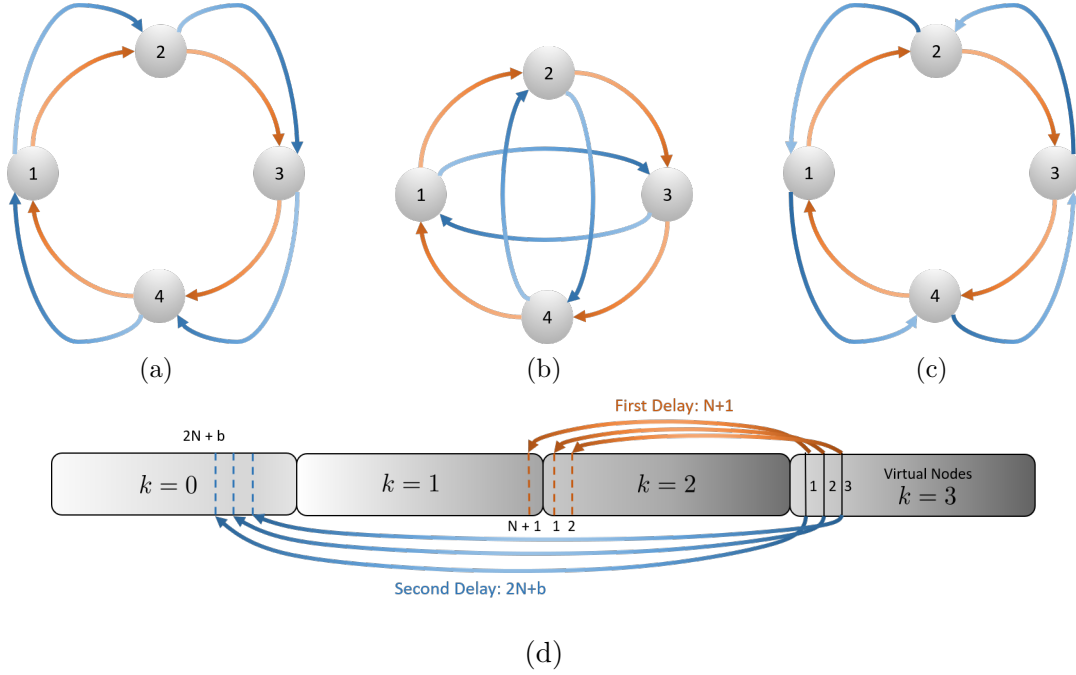 2
1
3
4
(a)
2
1
3
4
(b)
2
1
3
4
(c)
First Delay: N+1
2N + b
k = 0
k = 1
k = 2
1
2
3
Virtual Nodes
k = 3
N + 1
1
2
Second Delay: 2N+b
(d)